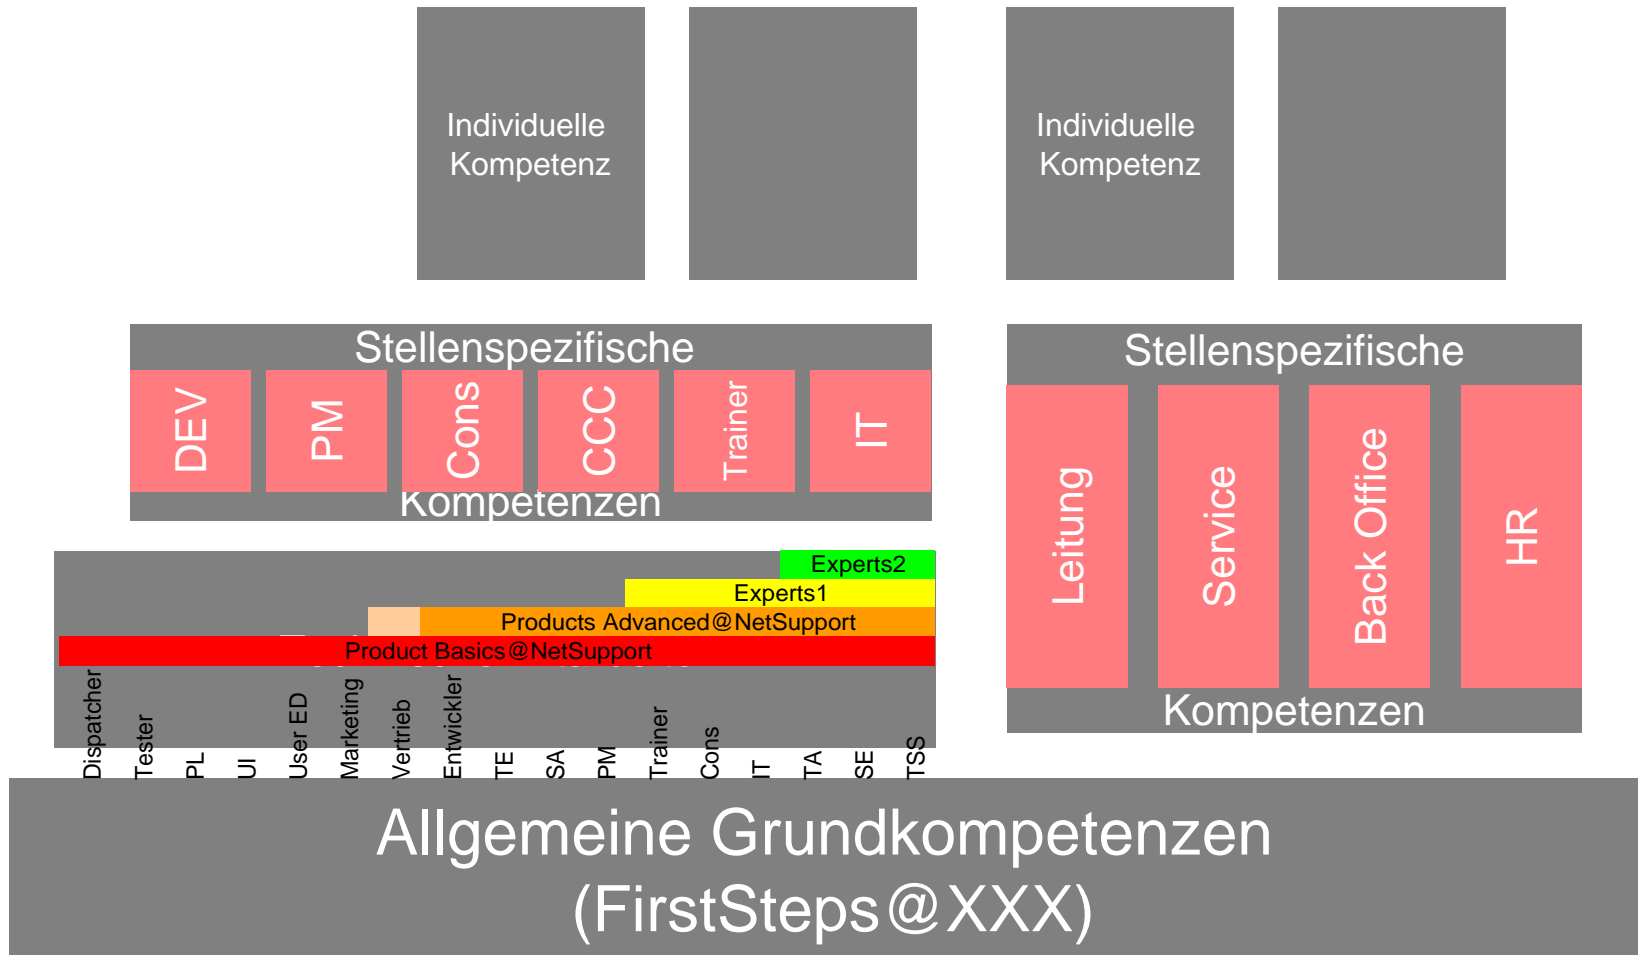 Individuelle
Kompetenz
Individuelle
Kompetenz
Stellenspezifische
DEV
PM
Cons
CCC
Trainer
IT
Kompetenzen
Stellenspezifische
Leitung
Service
Back Office
HR
Kompetenzen
Experts2
Experts1
Products Advanced@NetSupport
Product Basics@NetSupport
Dispatcher
Tester
PL
UI
User ED
Marketing
Vertrieb
Entwickler
TE
SA
PM
Trainer
Cons
IT
TA
SE
TSS
Allgemeine Grundkompetenzen
(FirstSteps@XXX)